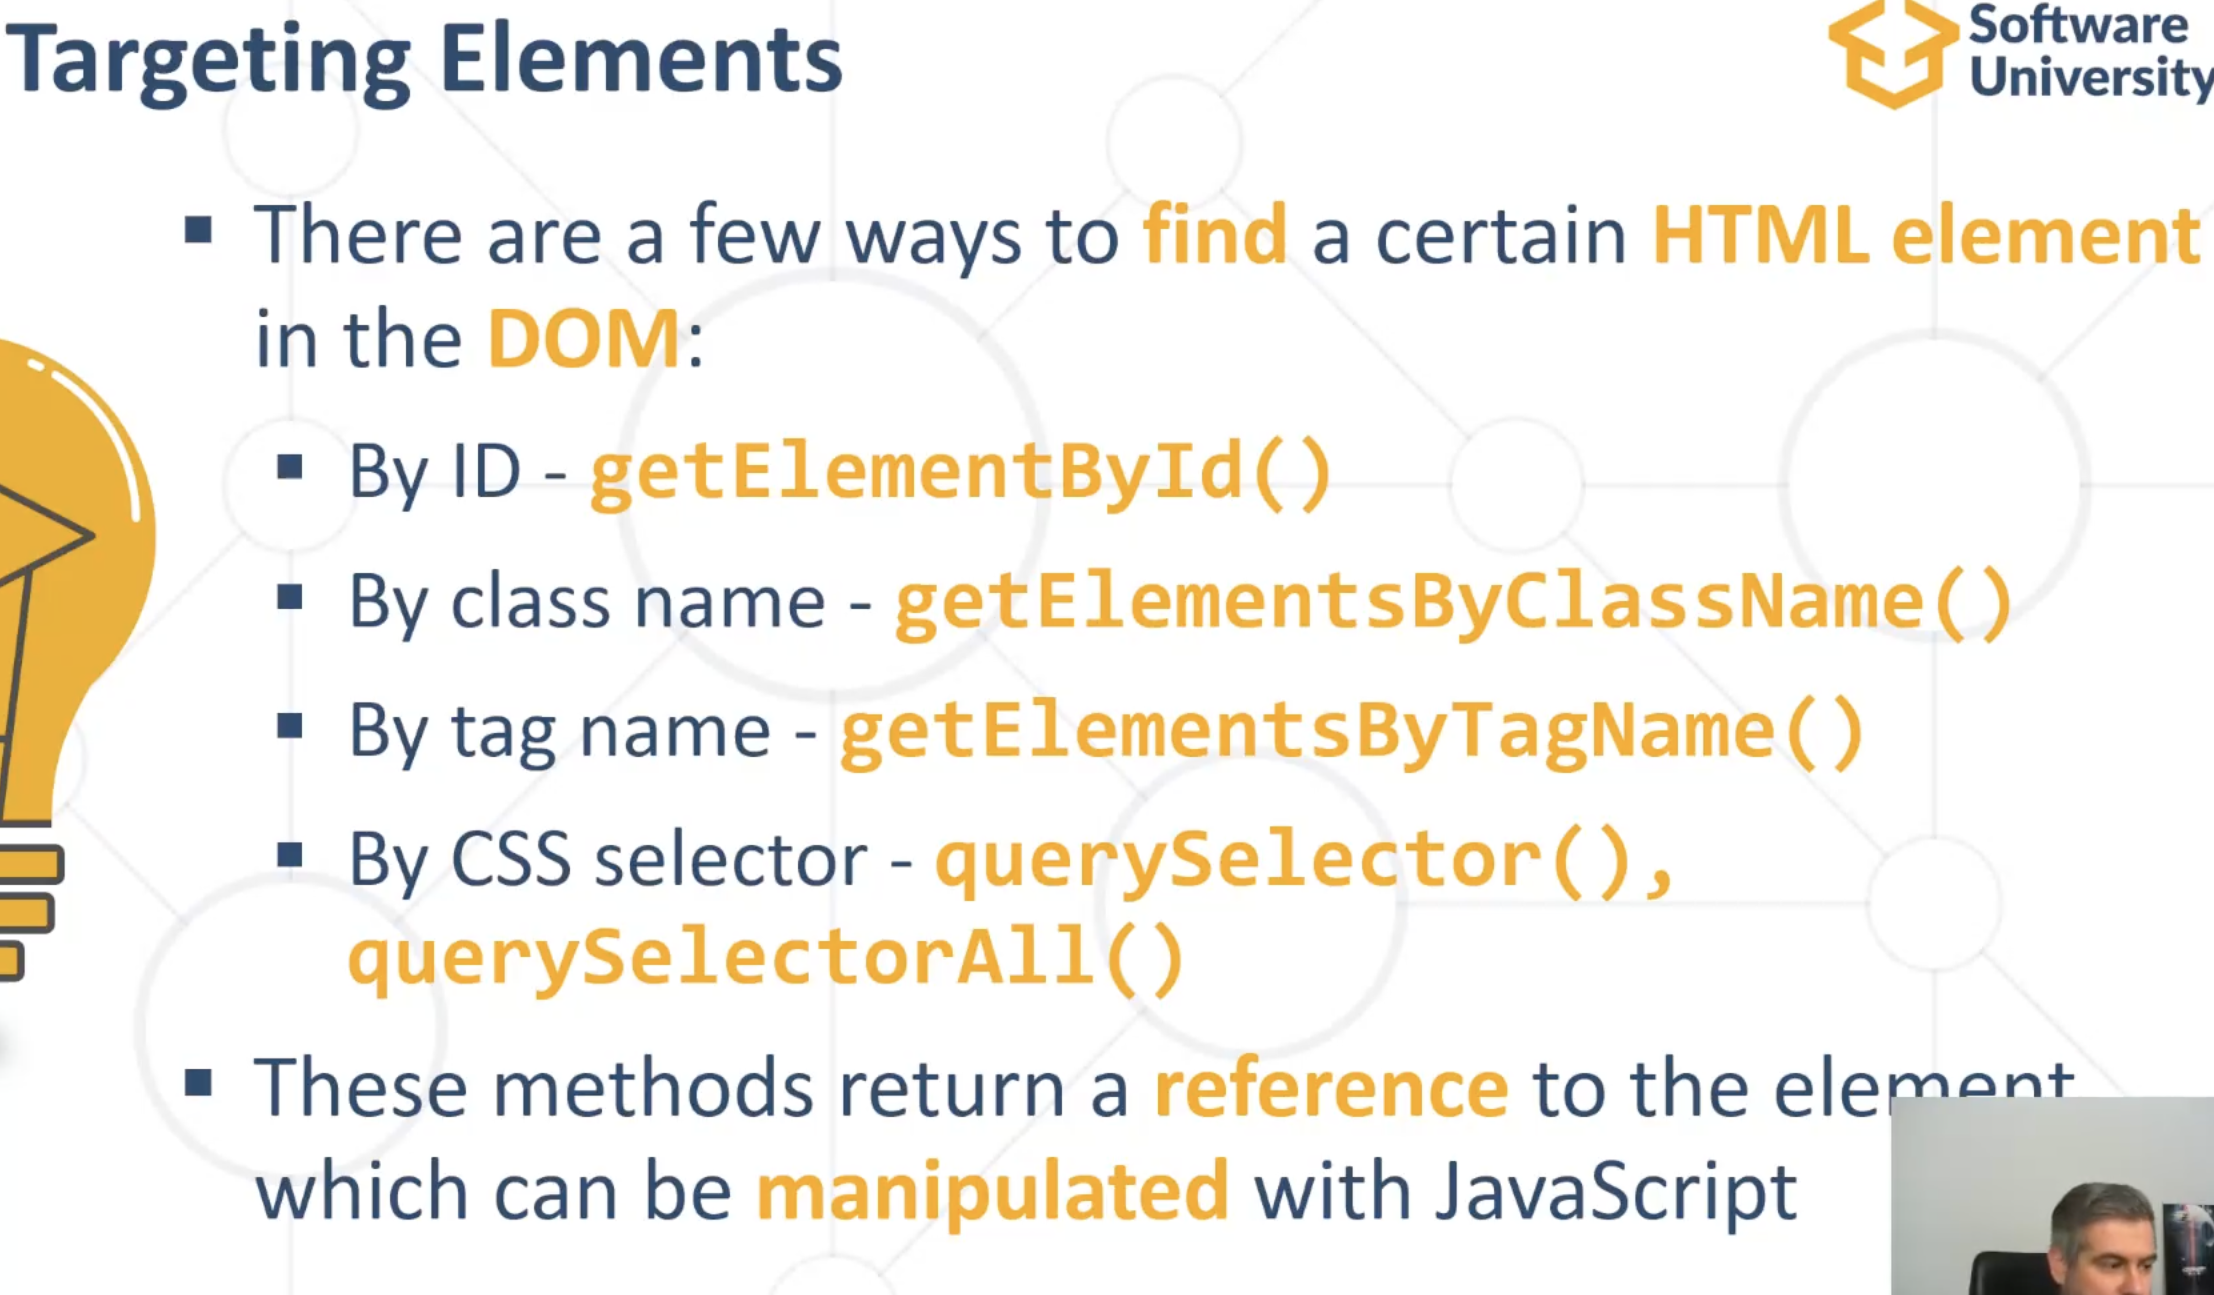 Targeting Elements
Software
University
▪ There are a few ways to find a certain HTML element
in the DOM:
▪ By ID - getElementById()
▪ By class name - getElementsByClassName()
▪ By tag name - getElementsByTagName()
▪ By CSS selector - querySelector(),
querySelectorAll()
▪ These methods return a reference to the element
which can be manipulated with JavaScript